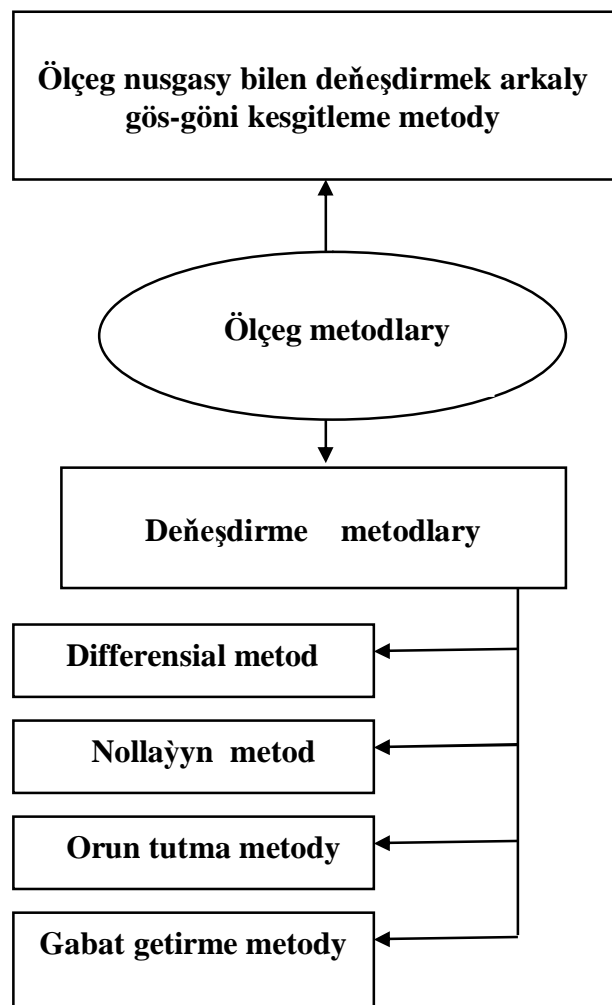 Ölçeg nusgasy bilen deňeşdirmek arkaly
gös-göni kesgitleme metody
Ölçeg metodlary
Deňeşdirme metodlary
Differensial metod
Nollaỳyn metod
Orun tutma metody
Gabat getirme metody